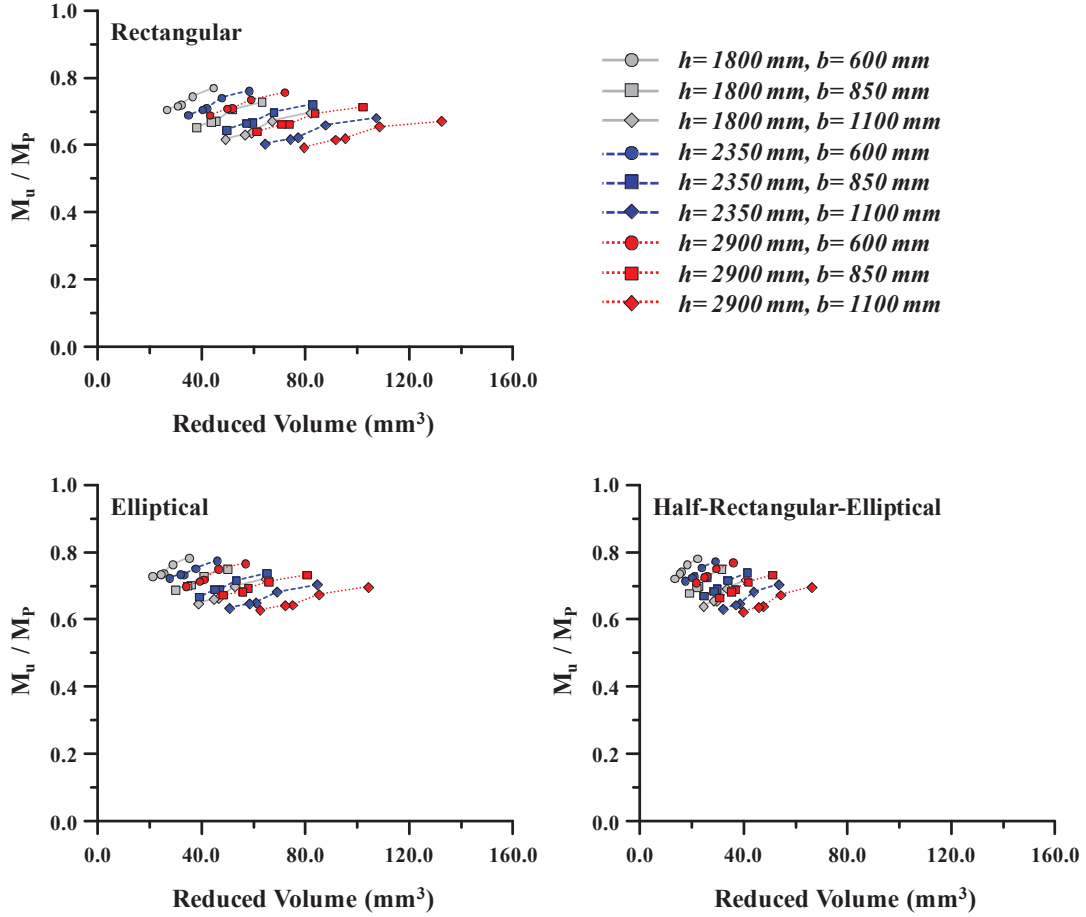 Rectangular
1.0
0.8
0.6
0.4
0.2
0.0
M_u / M_P
0.0 40.0 80.0 120.0 160.0
Reduced Volume (mm³)
h= 1800 mm, b= 600 mm
h= 1800 mm, b= 850 mm
h= 1800 mm, b= 1100 mm
h= 2350 mm, b= 600 mm
h= 2350 mm, b= 850 mm
h= 2350 mm, b= 1100 mm
h= 2900 mm, b= 600 mm
h= 2900 mm, b= 850 mm
h= 2900 mm, b= 1100 mm
Elliptical
1.0
0.8
0.6
0.4
0.2
0.0
M_u / M_P
0.0 40.0 80.0 120.0 160.0
Reduced Volume (mm³)
Half-Rectangular-Elliptical
1.0
0.8
0.6
0.4
0.2
0.0
M_u / M_P
0.0 40.0 80.0 120.0 160.0
Reduced Volume (mm³)